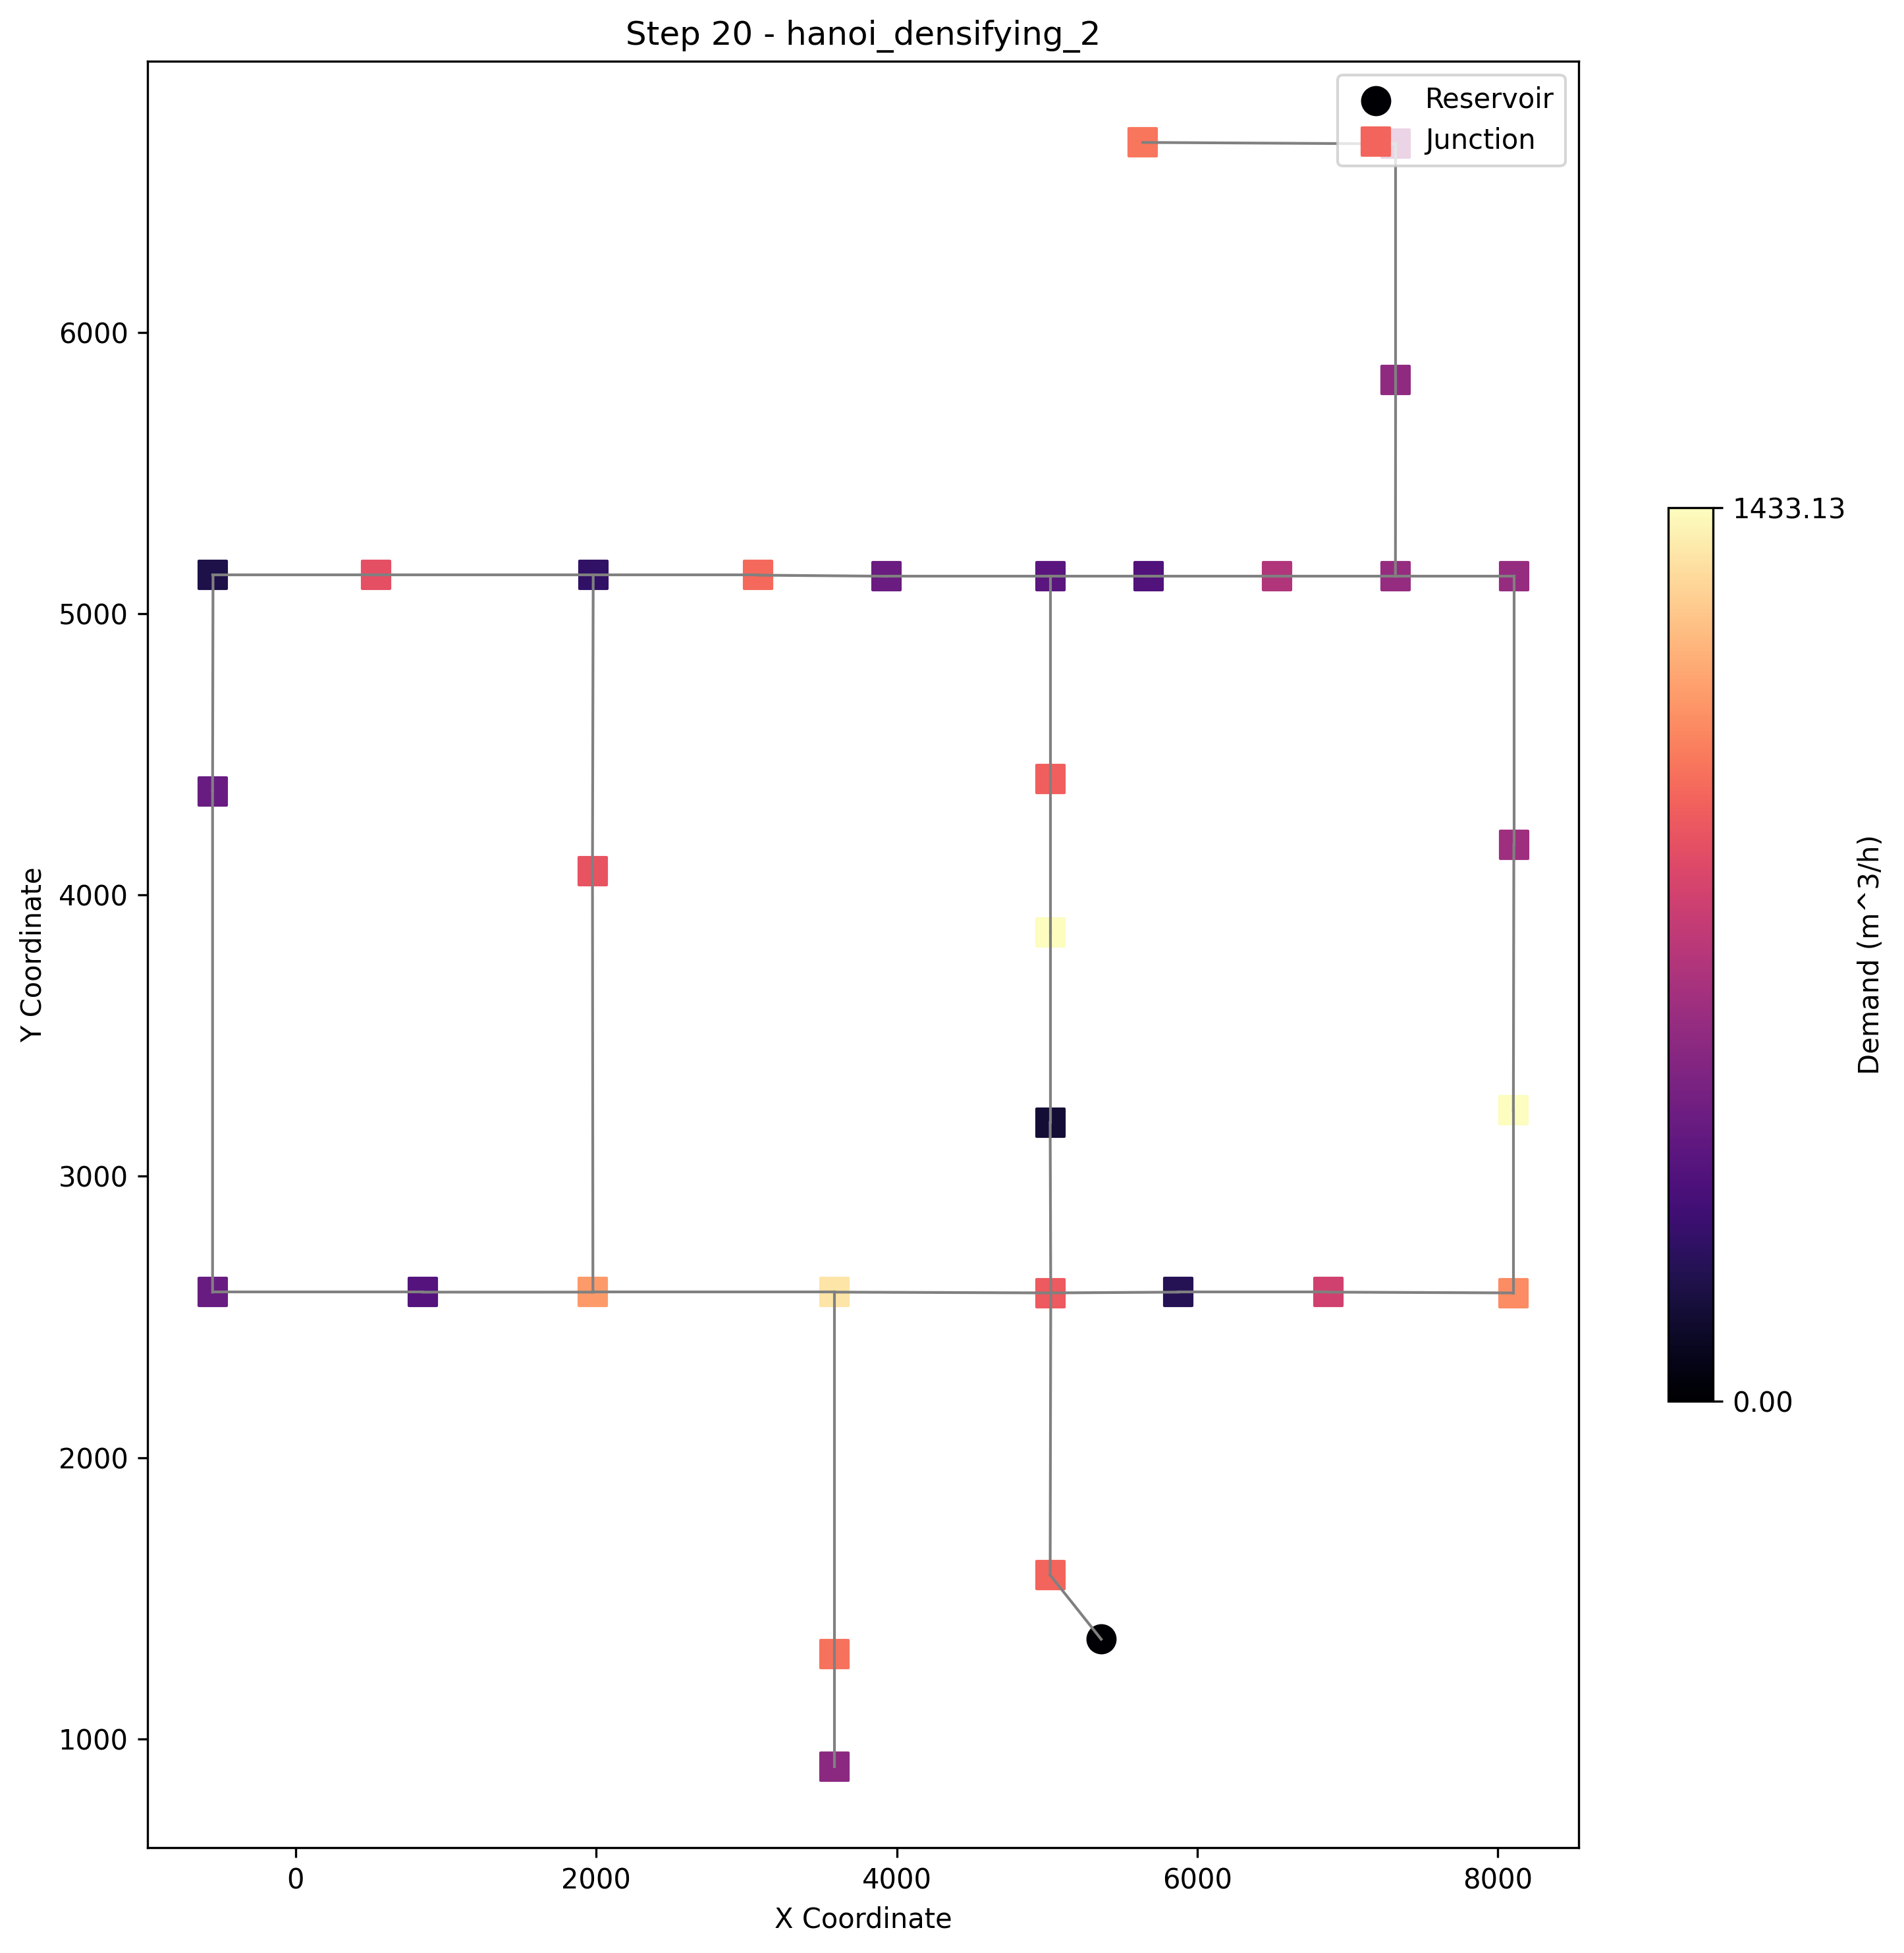 Step 20 - hanoi_densifying_2
Reservoir
Junction
6000
5000
4000
3000
2000
1000
Y Coordinate
0
2000
4000
6000
8000
X Coordinate
1433.13
0.00
Demand (m^3/h)